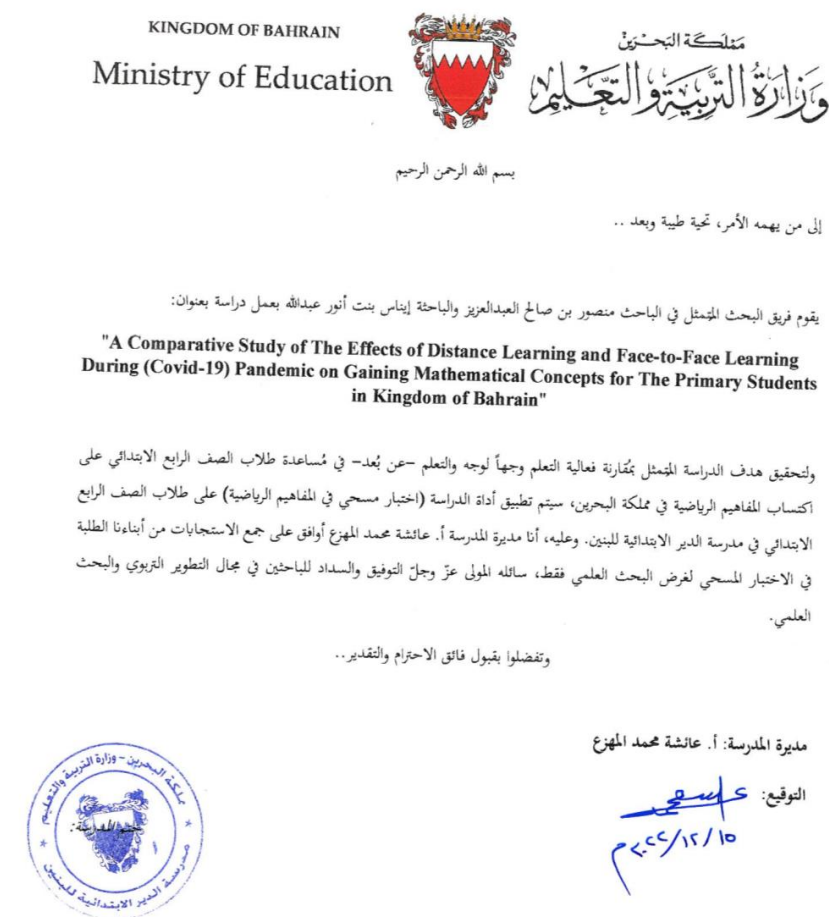 KINGDOM OF BAHRAIN
Ministry of Education
مملكة البحرين
وزارة التربية والتعليم
بسم الله الرحمن الرحيم
إلى من يهمه الأمر، تحية طيبة وبعد ..
يقوم فريق البحث المتمثل في الباحث منصور بن صالح العبدالعزيز والباحثة إيناس بنت أنور عبدالله بعمل دراسة بعنوان:
"A Comparative Study of The Effects of Distance Learning and Face-to-Face Learning
During (Covid-19) Pandemic on Gaining Mathematical Concepts for The Primary Students
in Kingdom of Bahrain"
ولتحقيق هدف الدراسة المتمثل بمُقارنة فعالية التعلم وجهاً لوجه والتعلم –عن بُعد– في مُساعدة طلاب الصف الرابع الابتدائي على
اكتساب المفاهيم الرياضية في مملكة البحرين، سيتم تطبيق أداة الدراسة (اختبار مسحي في المفاهيم الرياضية) على طلاب الصف الرابع
الابتدائي في مدرسة الدير الابتدائية للبنين. وعليه، أنا مديرة المدرسة أ. عائشة محمد المهزع أوافق على جمع الاستجابات من أبناءنا الطلبة
في الاختبار المسحي لغرض البحث العلمي فقط، سائله المولى عزّ وجلّ التوفيق والسداد للباحثين في مجال التطوير التربوي والبحث
العلمي.
وتفضلوا بقبول فائق الاحترام والتقدير..
مديرة المدرسة: أ. عائشة محمد المهزع
التوقيع:
٢٠٢٢/١٢/١٥م
مملكة البحرين - وزارة التربية والتعليم
ختم المدرسة:
مدرسة الدير الابتدائية للبنين